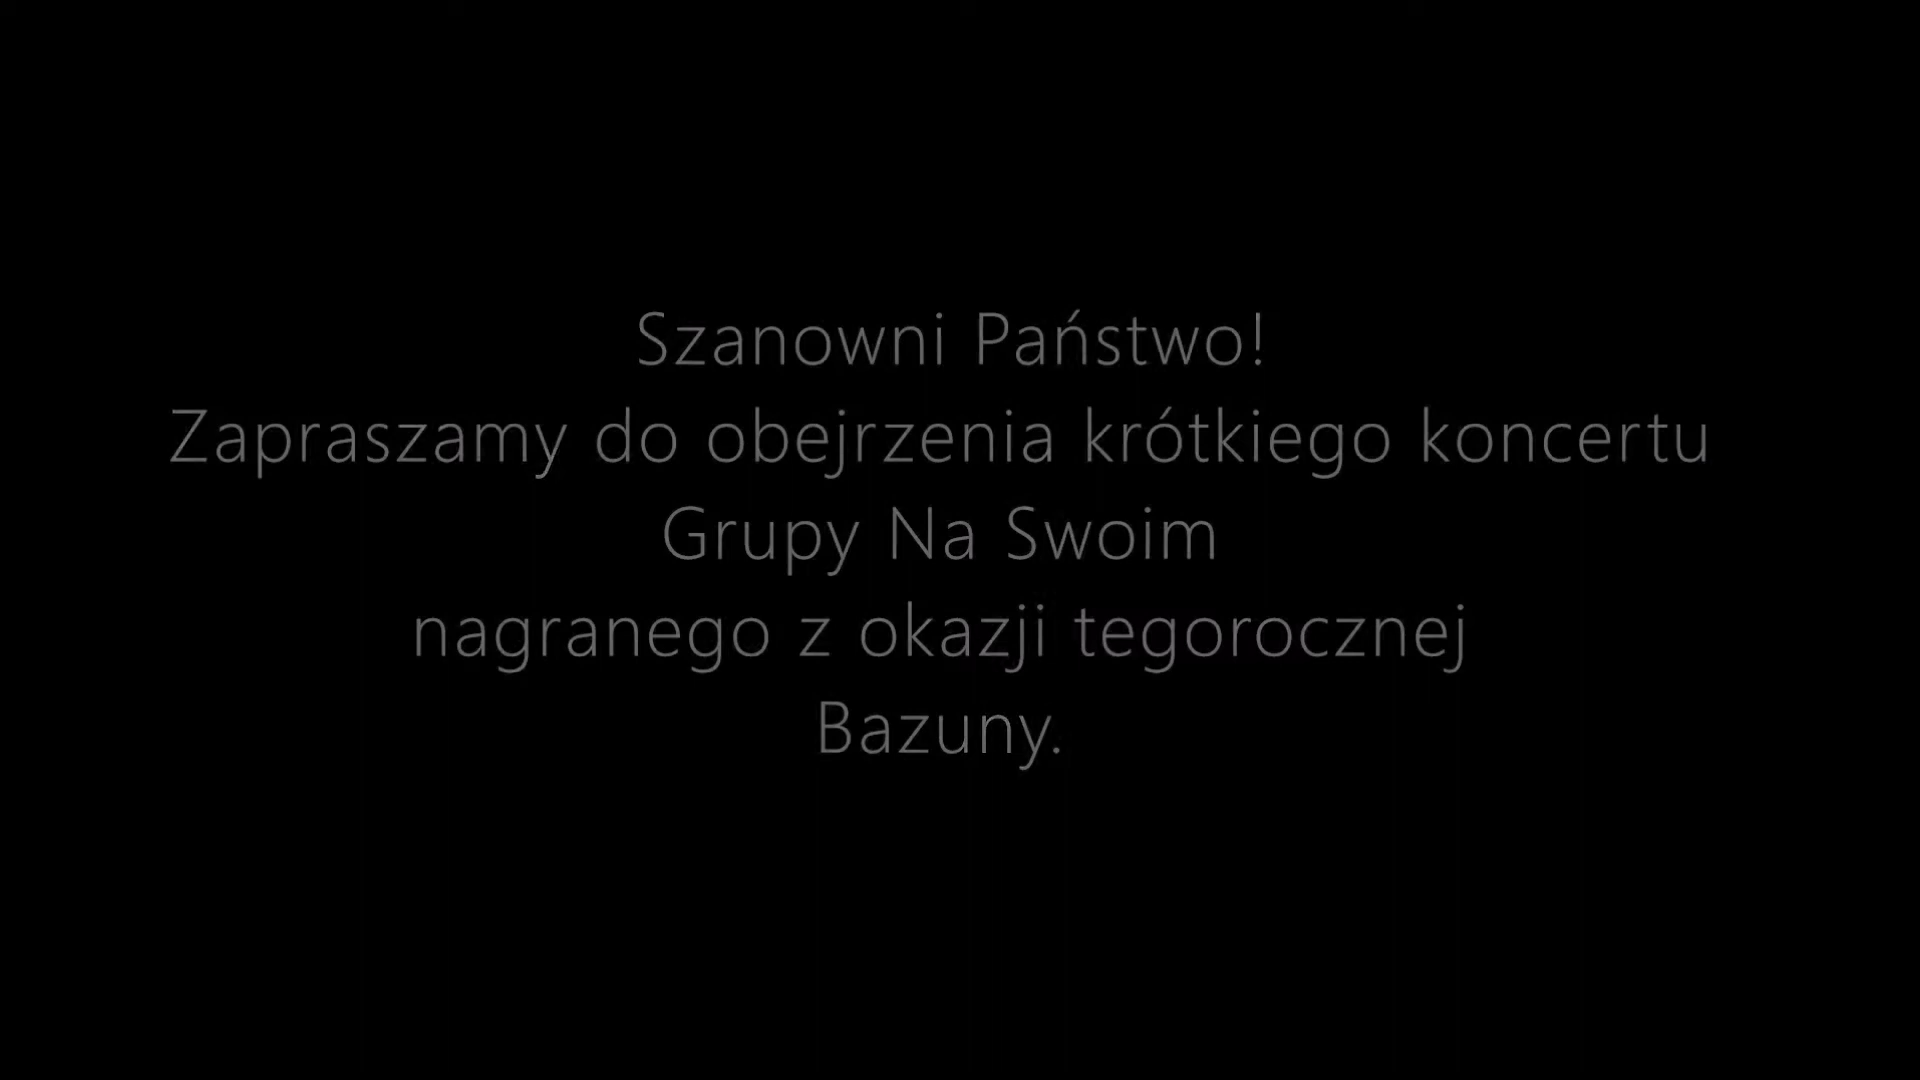 Szanowni Państwo!
Zapraszamy do obejrzenia krótkiego koncertu
Grupy Na Swoim
nagranego z okazji tegorocznej
Bazuny.